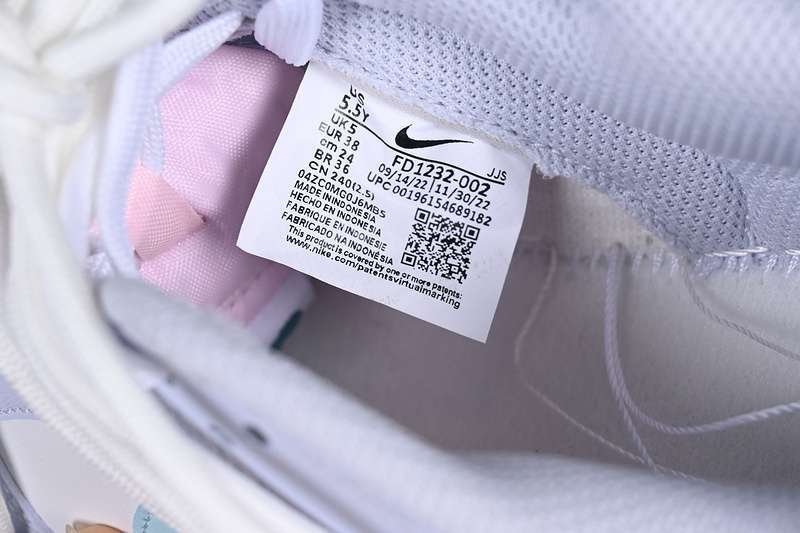 US
5.5Y
UK 5
EUR 38
cm 24
BR 36
CN 240(2.5)
04ZC0MG0J6MB5
MADE IN INDONESIA
HECHO EN INDONESIA
FABRIQUE EN INDONESIE
FABRICADO NA INDONÉSIA
This product is covered by one or more patents:
www.nike.com/patentsvirtualmarking
FD1232-002
JJS
09/14/22 | 11/30/22
UPC 00196154689182